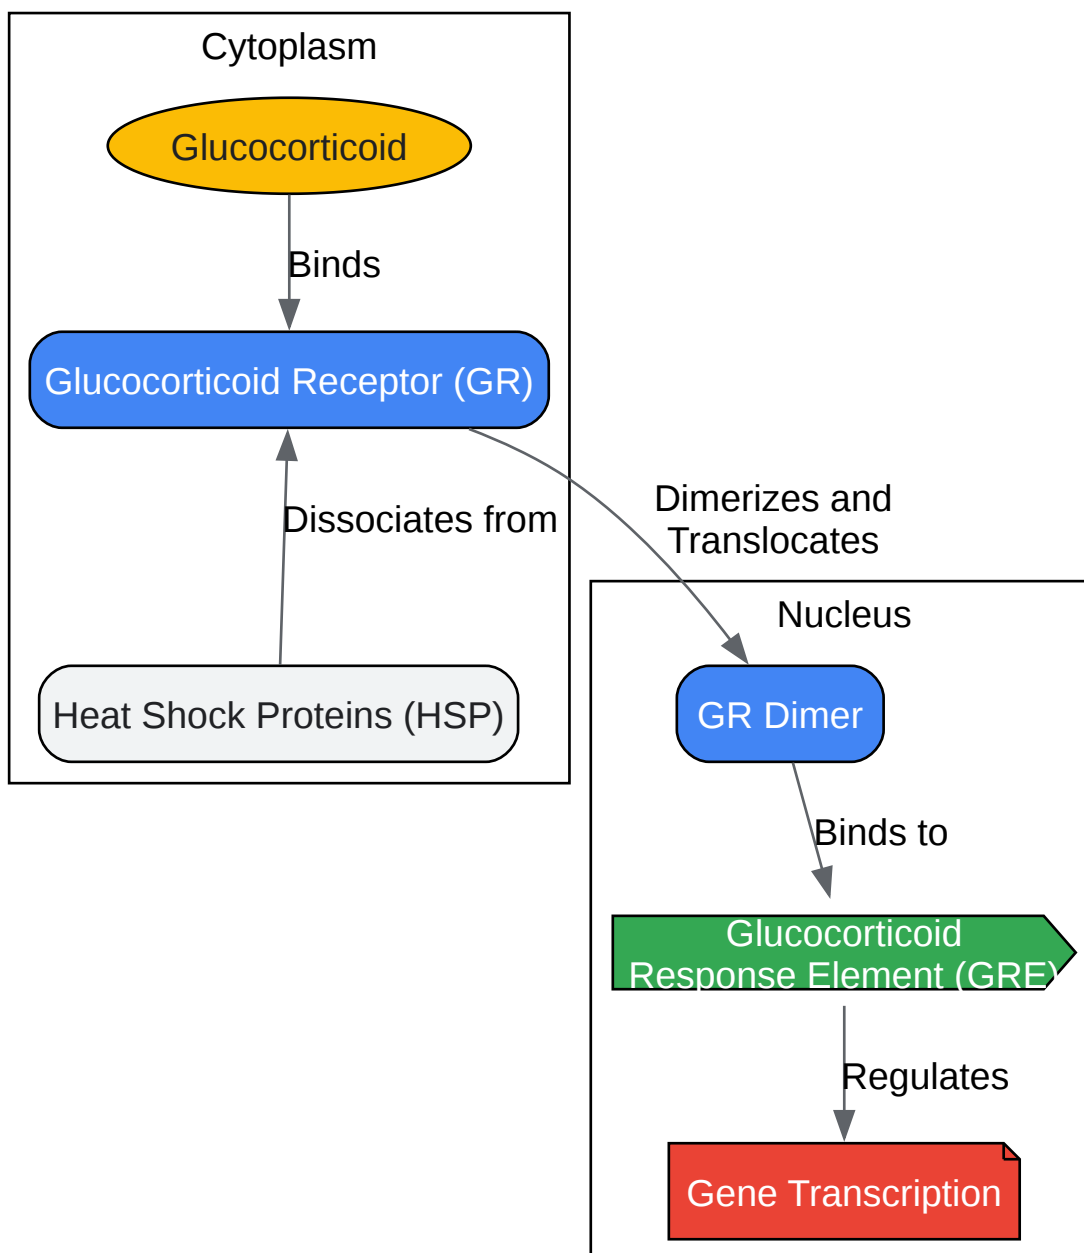 Cytoplasm
Glucocorticoid
Binds
Glucocorticoid Receptor (GR)
Dissociates from
Heat Shock Proteins (HSP)
Dimerizes and
Translocates
Nucleus
GR Dimer
Binds to
Glucocorticoid
Response Element (GRE)
Regulates
Gene Transcription